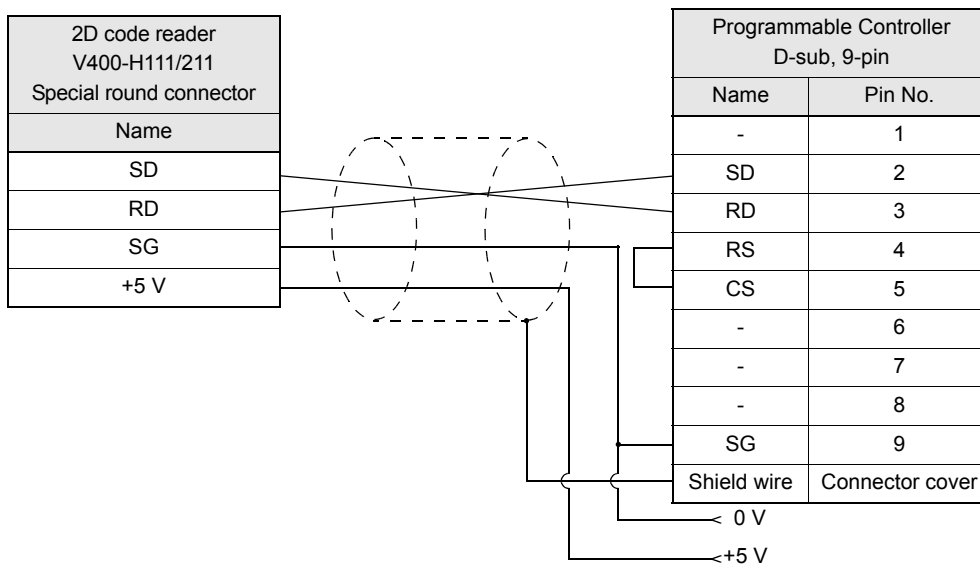 2D code reader
V400-H111/211
Special round connector
Name
SD
RD
SG
+5 V
Programmable Controller
D-sub, 9-pin
Name Pin No.
- 1
SD 2
RD 3
RS 4
CS 5
- 6
- 7
- 8
SG 9
Shield wire Connector cover
0 V
+5 V